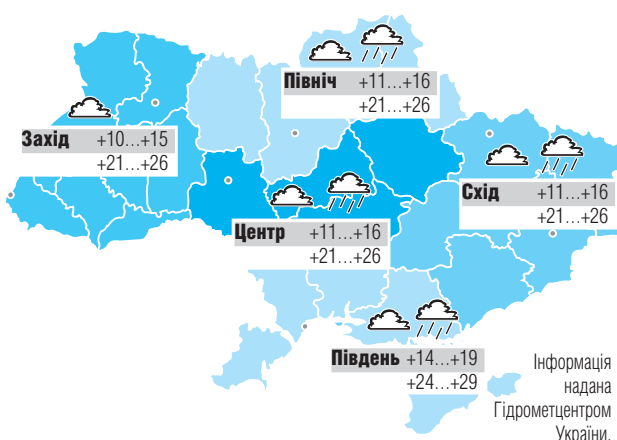 Північ +11...+16
+21...+26
Захід +10...+15
+21...+26
Схід +11...+16
+21...+26
Центр +11...+16
+21...+26
Південь +14...+19
+24...+29
Інформація
надана
Гідрометцентром
України.